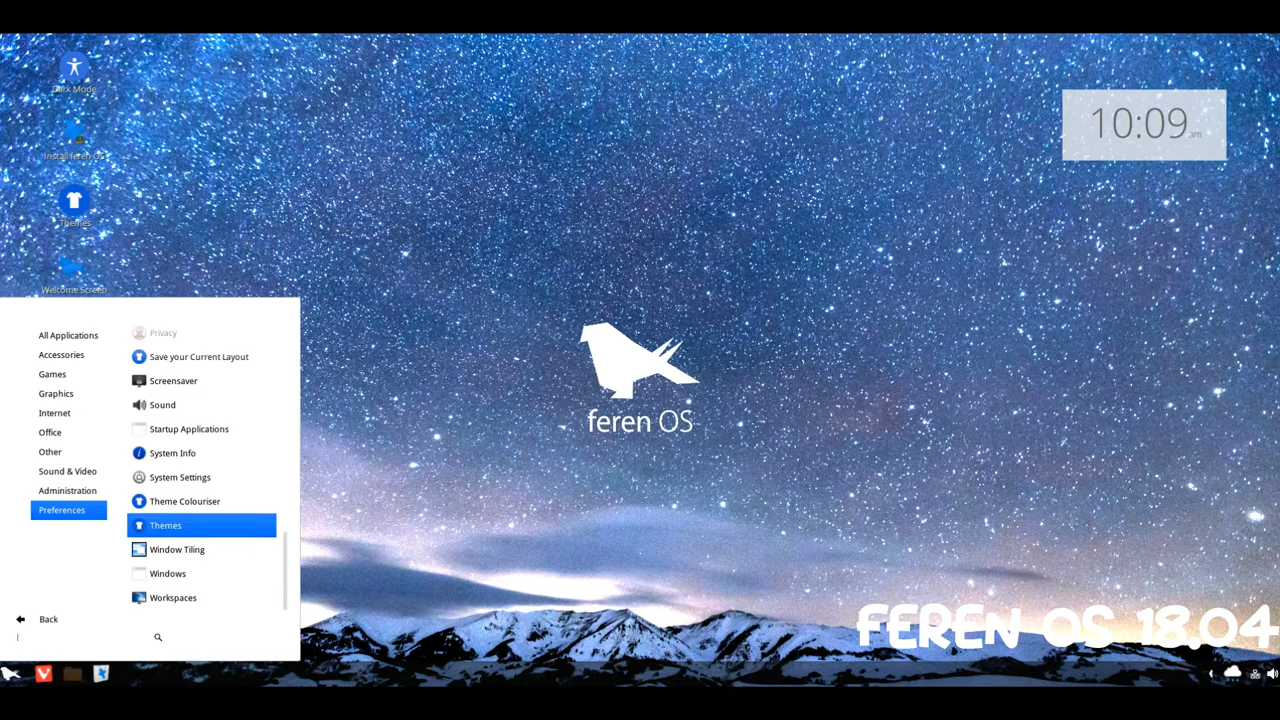 Dark Mode
10:09 am
Install feren OS
Themes
Welcome Screen
feren OS
All Applications
Accessories
Games
Graphics
Internet
Office
Other
Sound & Video
Administration
Preferences
Privacy
Save your Current Layout
Screensaver
Sound
Startup Applications
System Info
System Settings
Theme Colouriser
Themes
Window Tiling
Windows
Workspaces
Back
FEREN OS 18.04